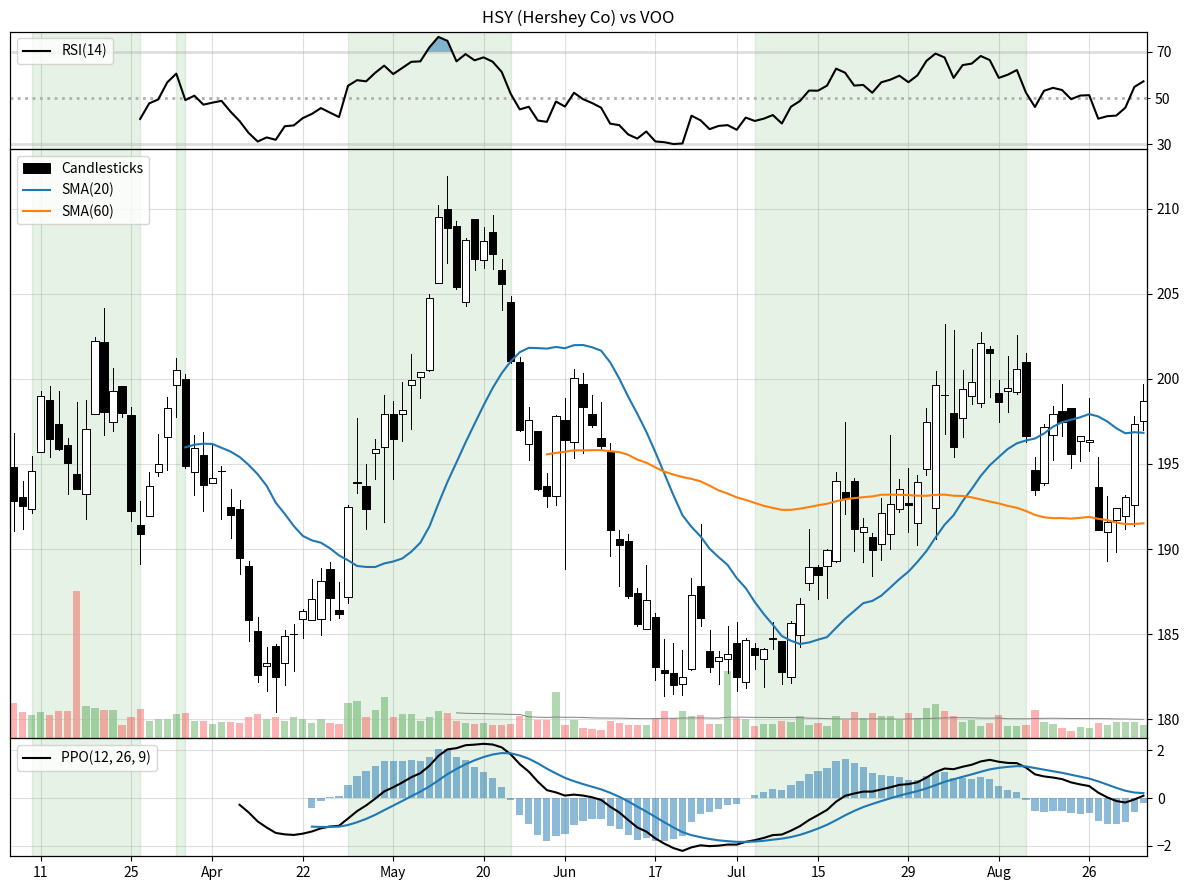 HSY (Hershey Co) vs VOO
RSI(14)
70
50
30
Candlesticks
SMA(20)
SMA(60)
210
205
200
195
190
185
180
PPO(12, 26, 9)
2
0
−2
11 25 Apr 22 May 20 Jun 17 Jul 15 29 Aug 26